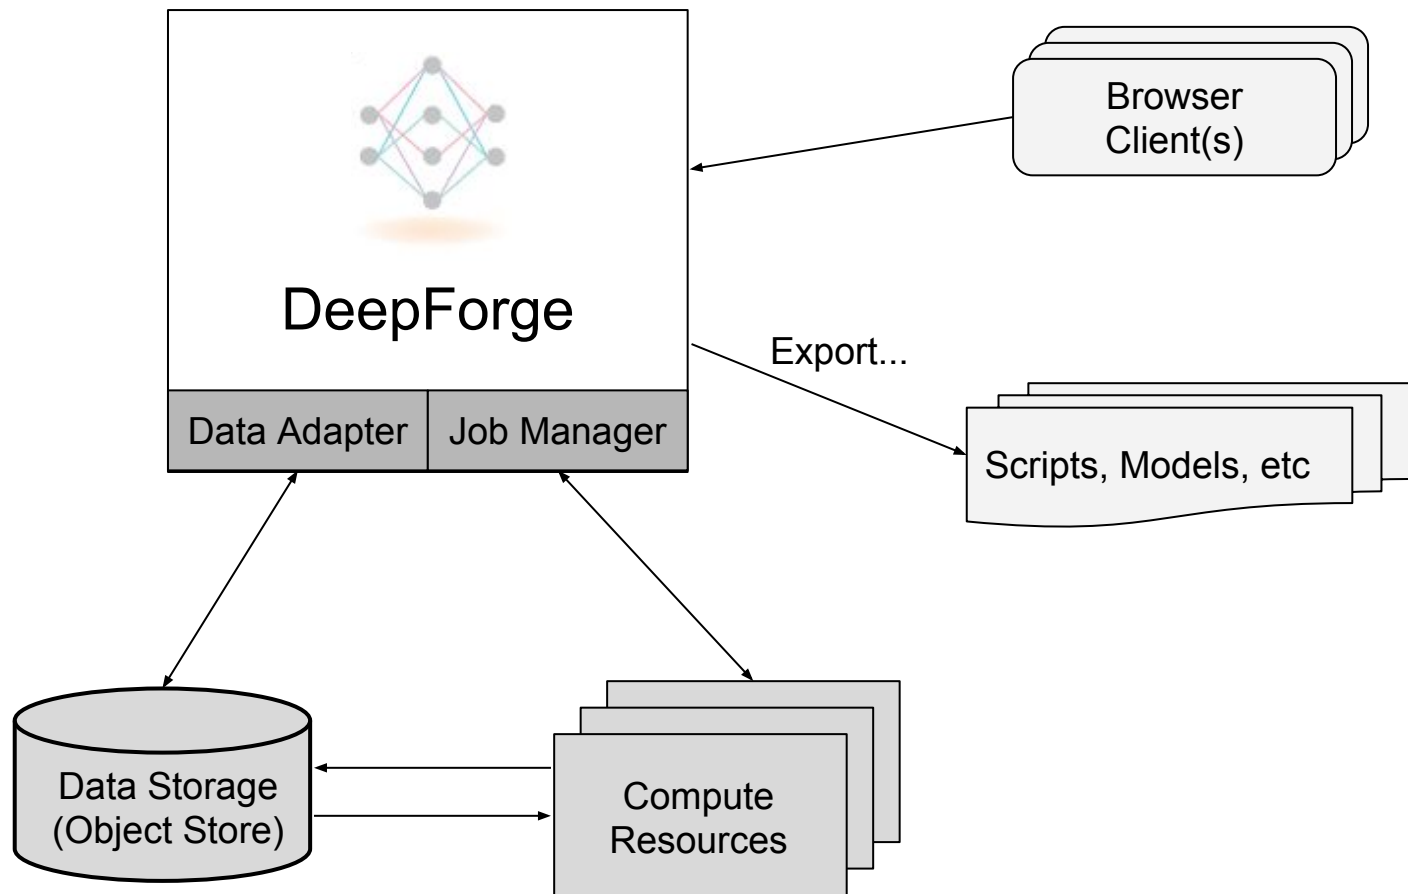 Browser
Client(s)
DeepForge
Export...
Data Adapter
Job Manager
Scripts, Models, etc
Data Storage
(Object Store)
Compute
Resources